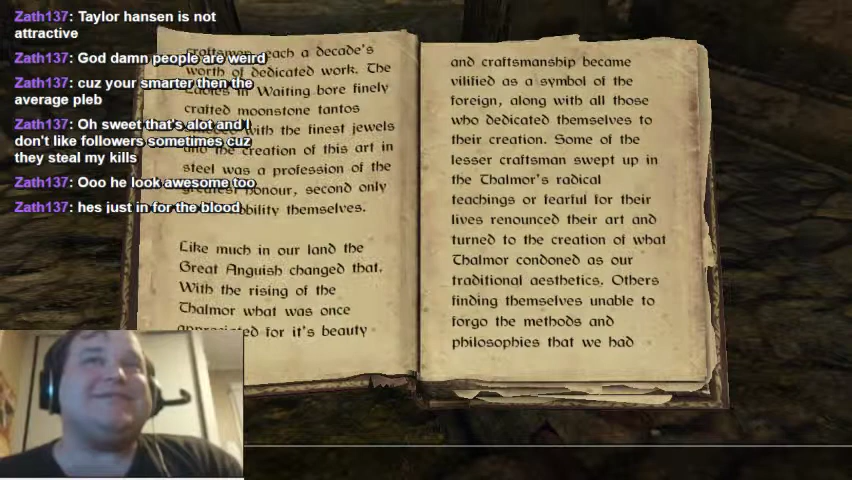 Zath137: Taylor hansen is not
attractive
Zath137: God damn people are weird
Zath137: cuz your smarter then the
average pleb
Zath137: Oh sweet that's alot and I
don't like followers sometimes cuz
they steal my kills
Zath137: Ooo he look awesome too
Zath137: hes just in for the blood
craftsmen each a decade's
worth of dedicated work. The
Ladies in Waiting bore finely
crafted moonstone tantos
with the finest jewels
and the creation of this art in
steel was a profession of the
greatest honour, second only
nobility themselves.
Like much in our land the
Great Anguish changed that.
With the rising of the
Thalmor what was once
appreciated for it's beauty
and craftsmanship became
vilified as a symbol of the
foreign, along with all those
who dedicated themselves to
their creation. Some of the
lesser craftsman swept up in
the Thalmor's radical
teachings or fearful for their
lives renounced their art and
turned to the creation of what
Thalmor condoned as our
traditional aesthetics. Others
finding themselves unable to
forgo the methods and
philosophies that we had